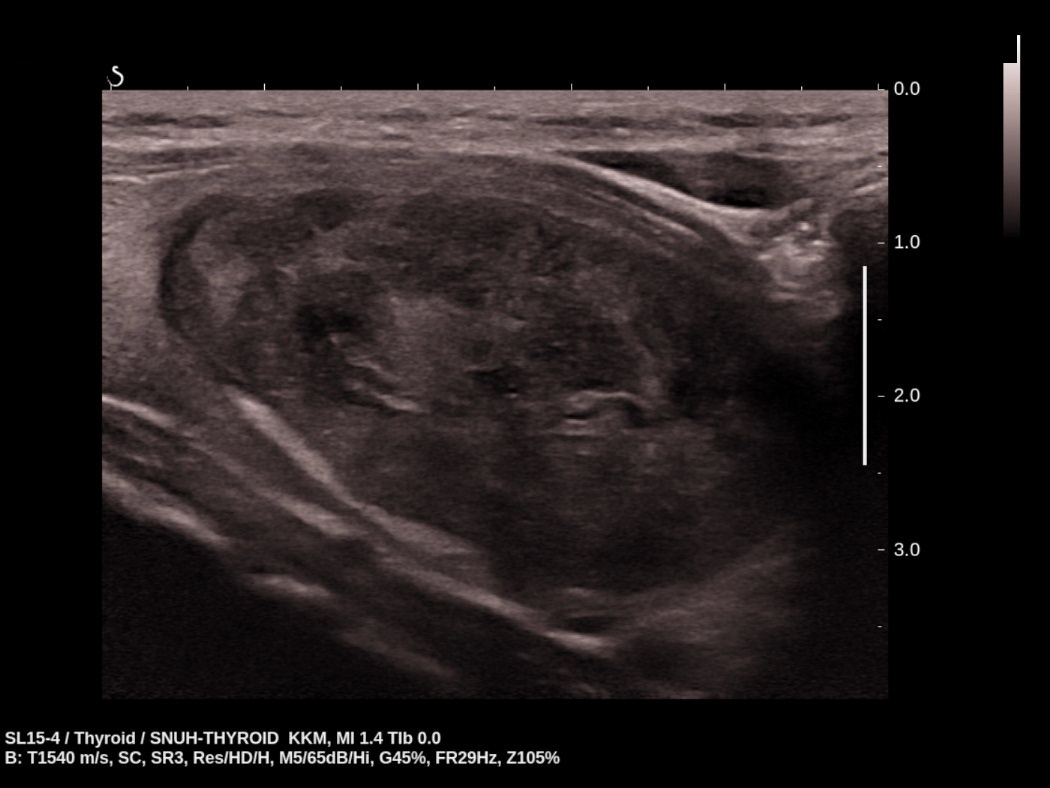 0.0
1.0
2.0
3.0
SL15-4 / Thyroid / SNUH-THYROID KKM, MI 1.4 TIb 0.0
B: T1540 m/s, SC, SR3, Res/HD/H, M5/65dB/Hi, G45%, FR29Hz, Z105%